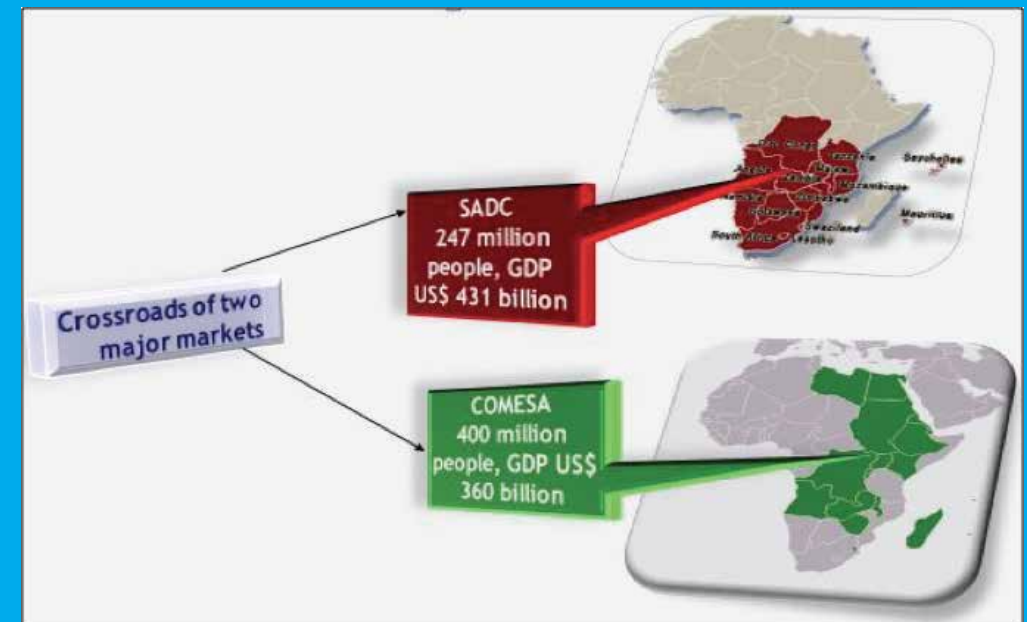 Crossroads of two
major markets
SADC
247 million
people, GDP
US$ 431 billion
COMESA
400 million
people, GDP US$
360 billion
Tanzania
Seychelles
Angola
Zambia
Malawi
Mozambique
Namibia
Zimbabwe
Botswana
Mauritius
Swaziland
South Africa
Lesotho